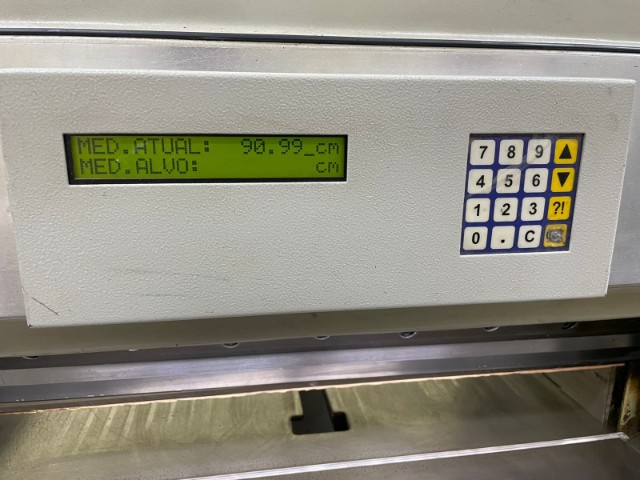 MED.ATUAL: 90.99_cm
MED.ALVO: cm
7 8 9 ▲
4 5 6 ▼
1 2 3 ?!
0 . C